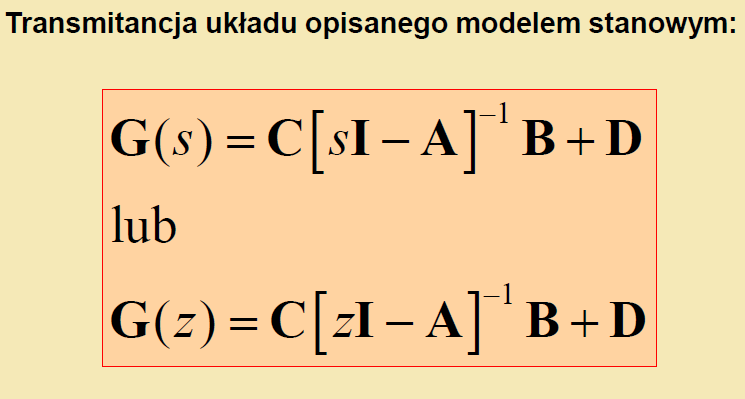 Transmitancja układu opisanego modelem stanowym:
G(s) = C[sI − A]⁻¹ B + D
lub
G(z) = C[zI − A]⁻¹ B + D